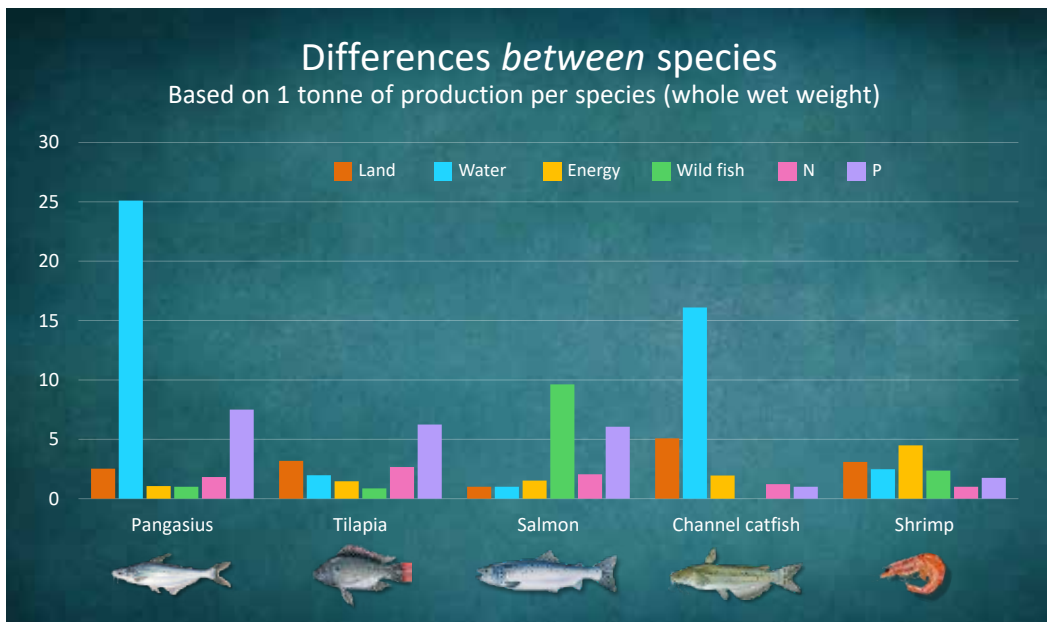 Differences between species
Based on 1 tonne of production per species (whole wet weight)
30
Land Water Energy Wild fish N P
25
20
15
10
5
0
Pangasius Tilapia Salmon Channel catfish Shrimp